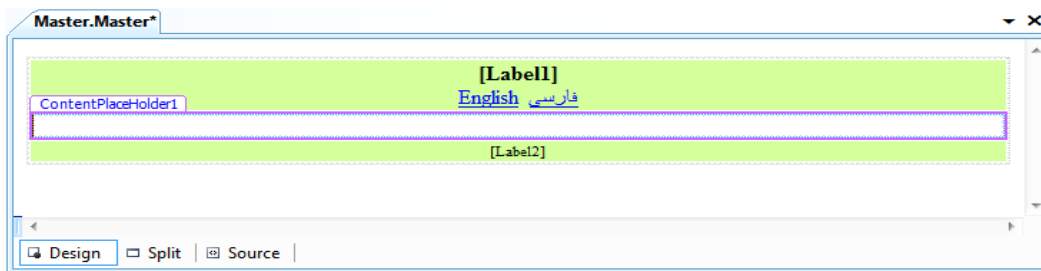 Master.Master*
[Label1]
English فارسی
ContentPlaceHolder1
[Label2]
Design Split Source